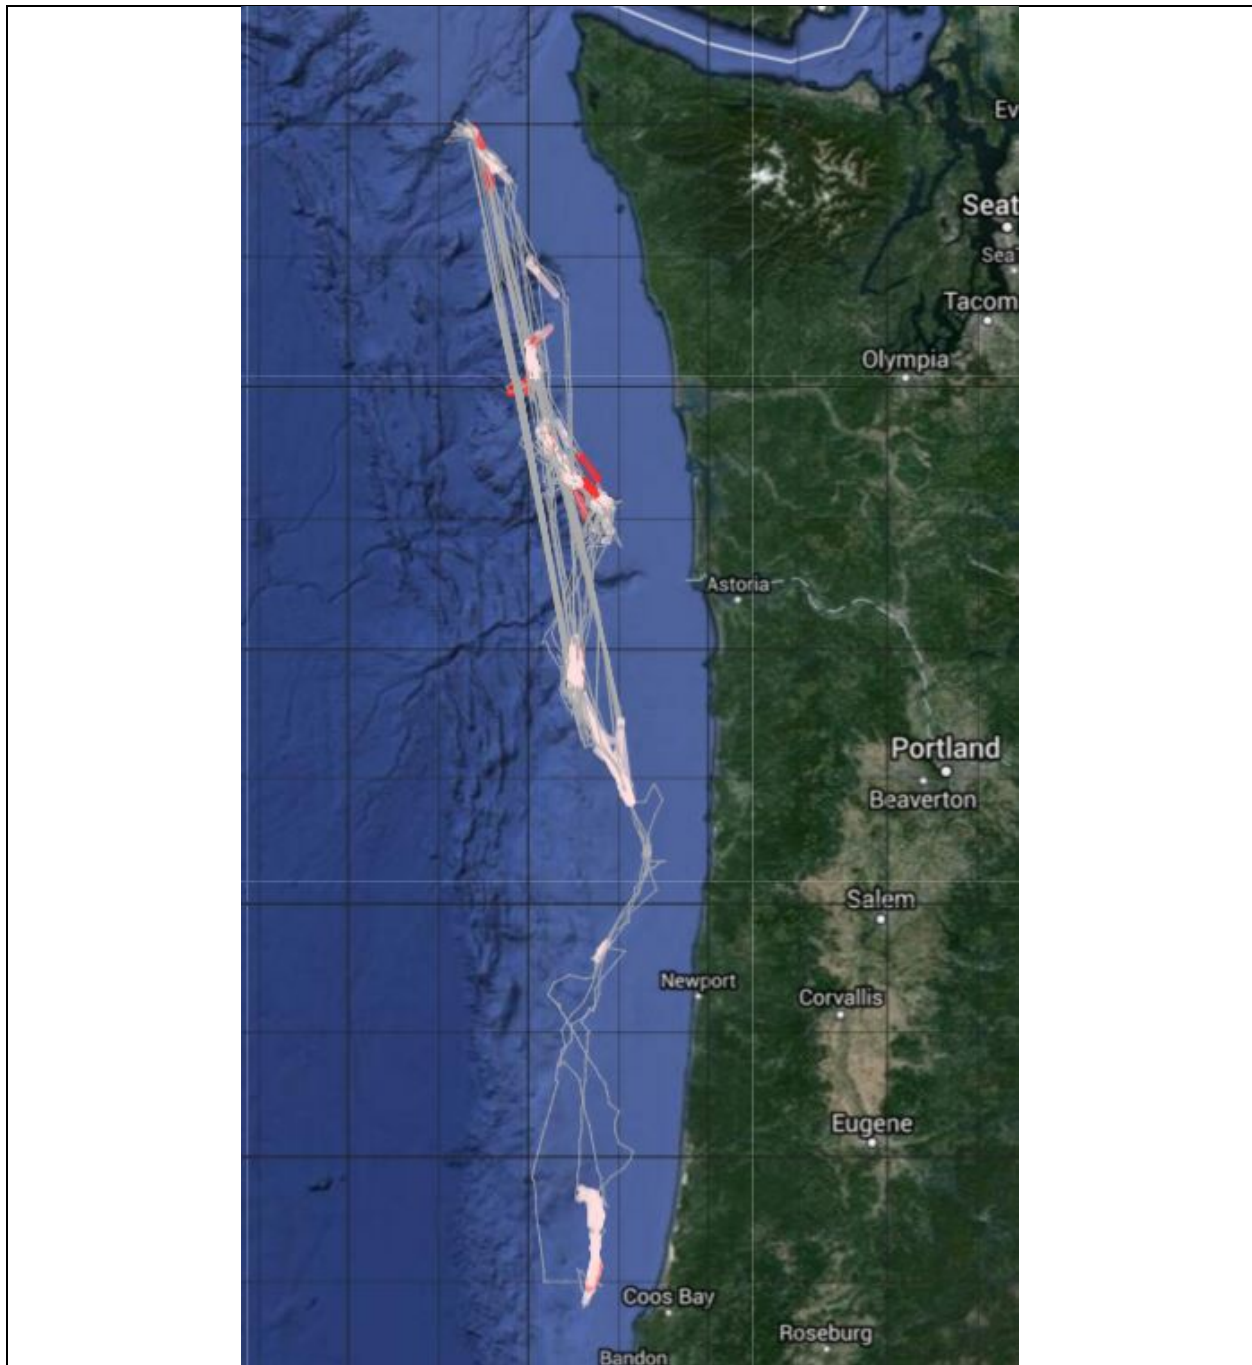 Ev
Seat
Sea
Tacom
Olympia
Astoria
Portland
Beaverton
Salem
Newport
Corvallis
Eugene
Coos Bay
Roseburg
Bandon